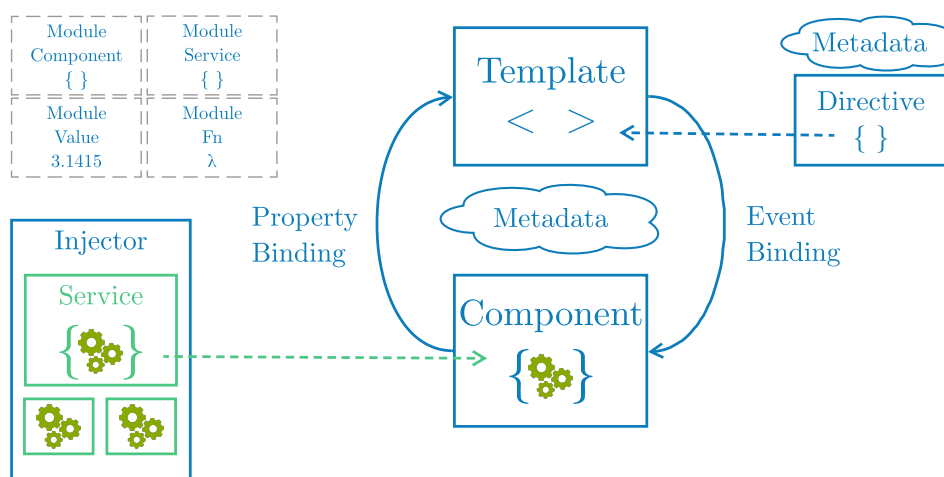 Module
Component
{ }
Module
Service
{ }
Module
Value
3.1415
Module
Fn
λ
Template
< >
Metadata
Directive
{ }
Property
Binding
Metadata
Event
Binding
Injector
Service
{ }
Component
{ }